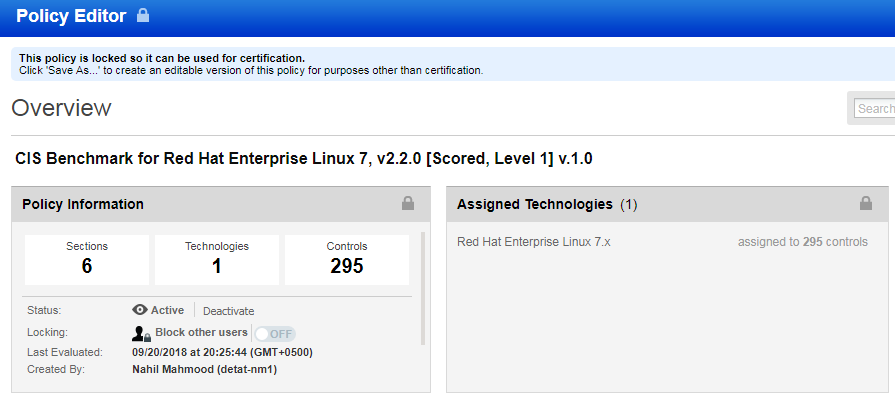 Policy Editor
This policy is locked so it can be used for certification.
Click 'Save As...' to create an editable version of this policy for purposes other than certification.
Overview
Search
CIS Benchmark for Red Hat Enterprise Linux 7, v2.2.0 [Scored, Level 1] v.1.0
Policy Information
Sections
6
Technologies
1
Controls
295
Status: Active Deactivate
Locking: Block other users OFF
Last Evaluated: 09/20/2018 at 20:25:44 (GMT+0500)
Created By: Nahil Mahmood (detat-nm1)
Assigned Technologies (1)
Red Hat Enterprise Linux 7.x assigned to 295 controls